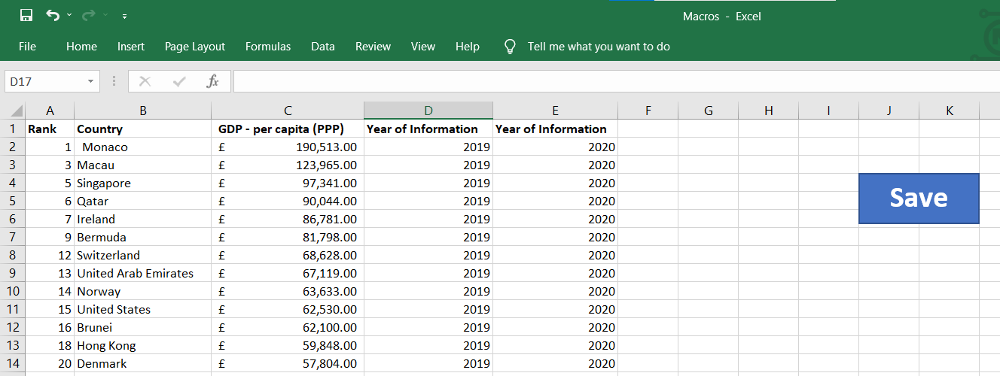 Macros - Excel
File Home Insert Page Layout Formulas Data Review View Help Tell me what you want to do
D17 fx
A B C D E F G H I J K
1 Rank Country GDP - per capita (PPP) Year of Information Year of Information
2 1 Monaco £ 190,513.00 2019 2020
3 3 Macau £ 123,965.00 2019 2020
4 5 Singapore £ 97,341.00 2019 2020
5 6 Qatar £ 90,044.00 2019 2020
Save
6 7 Ireland £ 86,781.00 2019 2020
7 9 Bermuda £ 81,798.00 2019 2020
8 12 Switzerland £ 68,628.00 2019 2020
9 13 United Arab Emirates £ 67,119.00 2019 2020
10 14 Norway £ 63,633.00 2019 2020
11 15 United States £ 62,530.00 2019 2020
12 16 Brunei £ 62,100.00 2019 2020
13 18 Hong Kong £ 59,848.00 2019 2020
14 20 Denmark £ 57,804.00 2019 2020